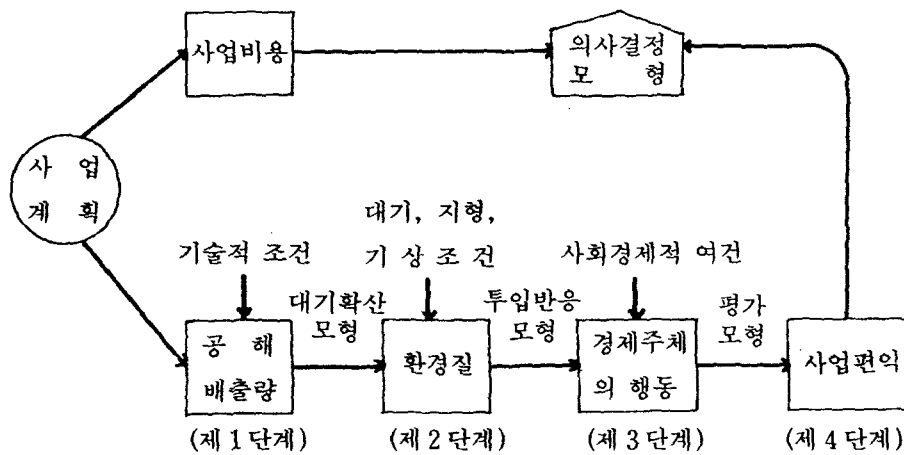 사업비용
의사결정
모 형
사 업
계 획
대기, 지형,
기 상 조 건
기술적 조건
사회경제적 여건
대기확산
모형
투입반응
모형
평가
모형
공 해
배출량
환경질
경제주체
의 행동
사업편익
(제 1 단계)
(제 2 단계)
(제 3 단계)
(제 4 단계)